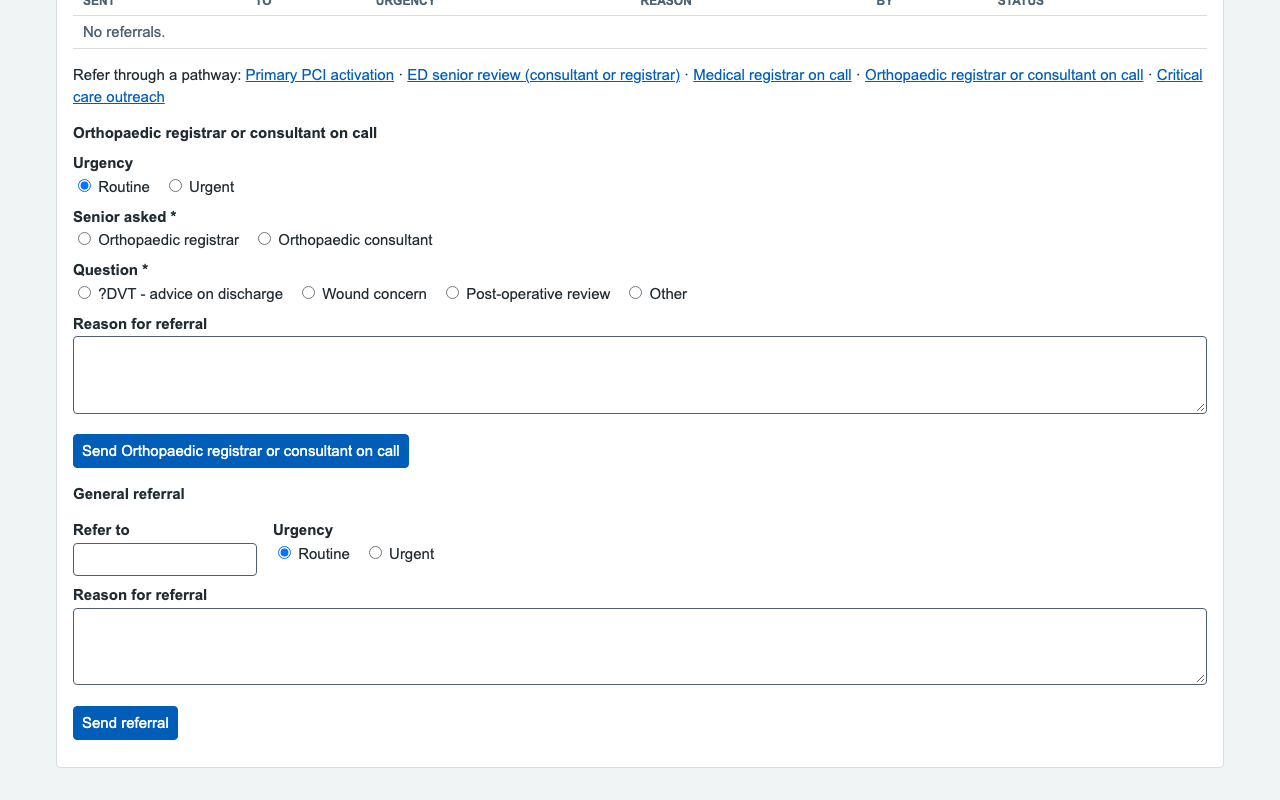 SENT TO URGENCY REASON BY STATUS
No referrals.
Refer through a pathway: Primary PCI activation · ED senior review (consultant or registrar) · Medical registrar on call · Orthopaedic registrar or consultant on call · Critical
care outreach
Orthopaedic registrar or consultant on call
Urgency
Routine Urgent
Senior asked *
Orthopaedic registrar Orthopaedic consultant
Question *
?DVT - advice on discharge Wound concern Post-operative review Other
Reason for referral
Send Orthopaedic registrar or consultant on call
General referral
Refer to Urgency
Routine Urgent
Reason for referral
Send referral